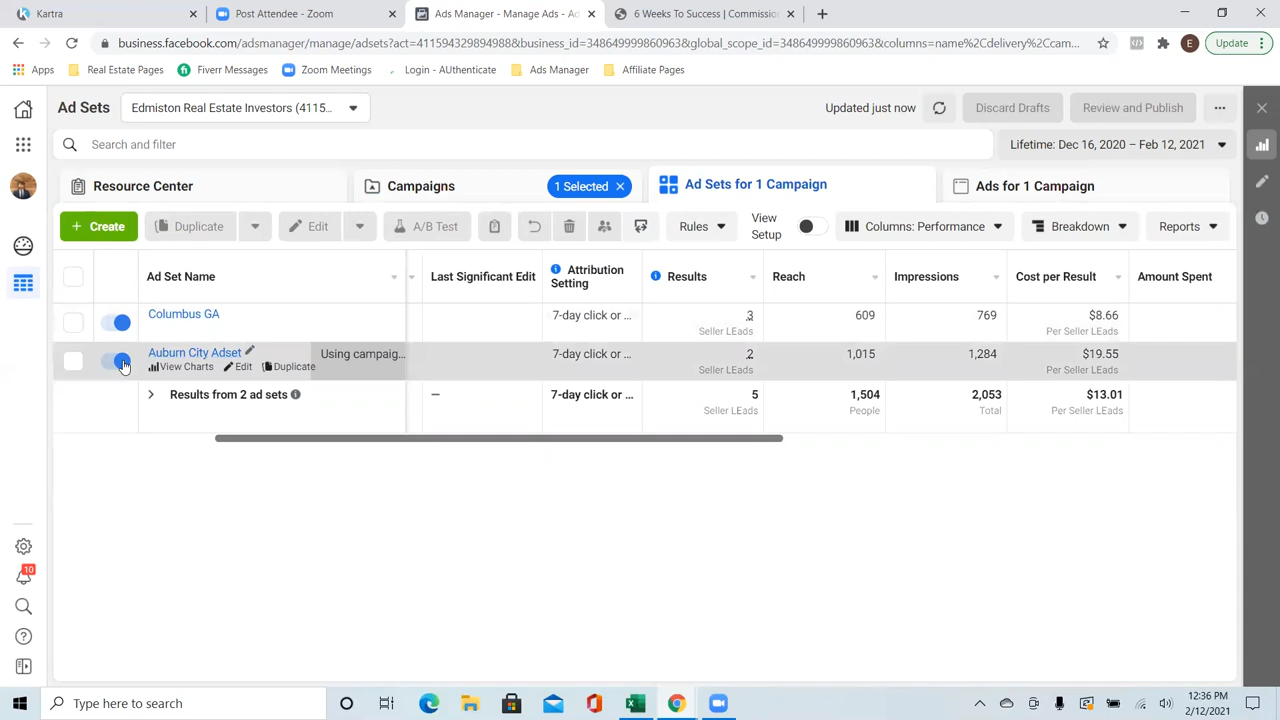 Kartra
Post Attendee - Zoom
Ads Manager - Manage Ads - Ad
6 Weeks To Success | Commission
business.facebook.com/adsmanager/manage/adsets?act=411594329894988&business_id=3486499998609​63&global_scope_id=348649999860963&columns=name%2Cdelivery%2Ccam...
E
Update
Apps
Real Estate Pages
Fiverr Messages
Zoom Meetings
Login - AUthenticate
Ads Manager
Affiliate Pages
Ad Sets
Edmiston Real Estate Investors (4115...
Updated just now
Discard Drafts
Review and Publish
Search and filter
Lifetime: Dec 16, 2020 – Feb 12, 2021
Resource Center
Campaigns
1 Selected
Ad Sets for 1 Campaign
Ads for 1 Campaign
+ Create
Duplicate
Edit
A/B Test
Rules
View Setup
Columns: Performance
Breakdown
Reports
Ad Set Name
Last Significant Edit
Attribution Setting
Results
Reach
Impressions
Cost per Result
Amount Spent
Columbus GA
7-day click or ...
3
609
769
$8.66
Seller LEads
Per Seller LEads
Auburn City Adset
Using campaig...
7-day click or ...
2
1,015
1,284
$19.55
View Charts
Edit
Duplicate
Seller LEads
Per Seller LEads
Results from 2 ad sets
—
7-day click or ...
5
1,504
2,053
$13.01
Seller LEads
People
Total
Per Seller LEads
10
Type here to search
12:36 PM
2/12/2021